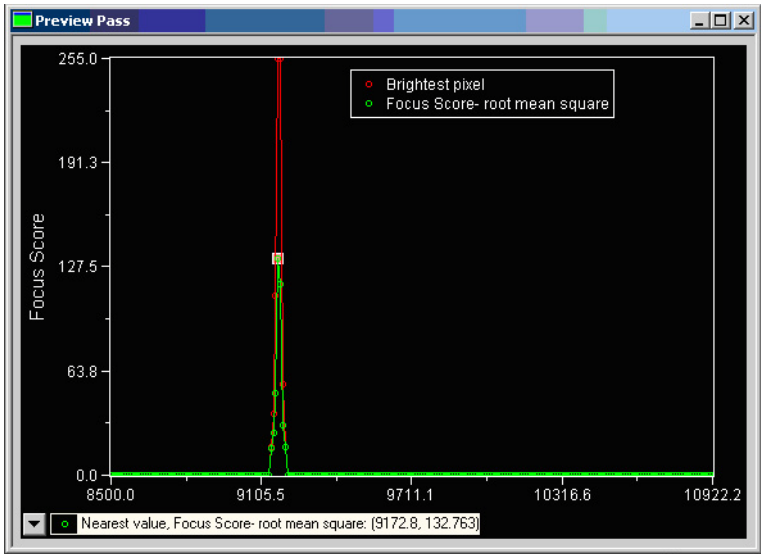 Preview Pass
255.0
191.3
127.5
63.8
0.0
Focus Score
Brightest pixel
Focus Score- root mean square
8500.0 9105.5 9711.1 10316.6 10922.2
Nearest value, Focus Score- root mean square: (9172.8, 132.763)